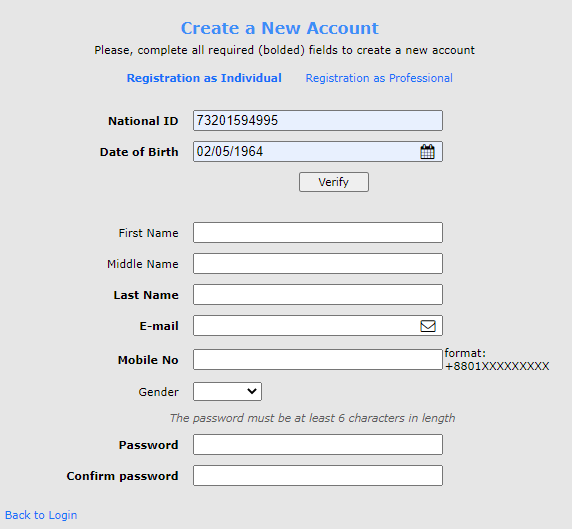 Create a New Account
Please, complete all required (bolded) fields to create a new account
Registration as Individual Registration as Professional
National ID 73201594995
Date of Birth 02/05/1964
Verify
First Name
Middle Name
Last Name
E-mail
Mobile No format: +8801XXXXXXXXX
Gender
The password must be at least 6 characters in length
Password
Confirm password
Back to Login